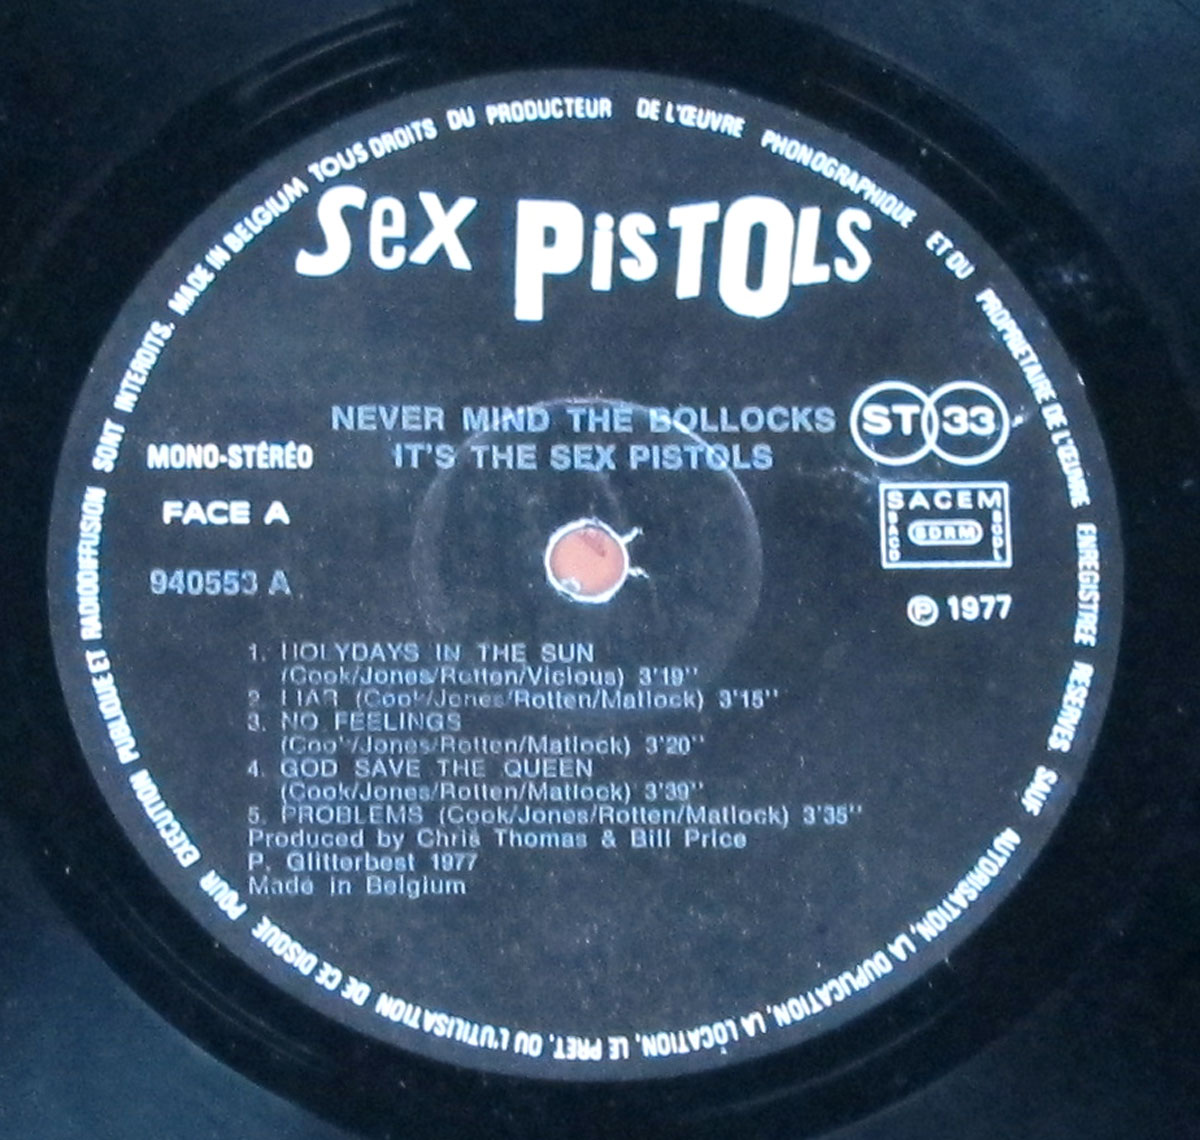 MADE IN BELGIUM TOUS DROITS DU PRODUCTEUR DE L'ŒUVRE PHONOGRAPHIQUE ET DU PROPRIETAIRE DE L'ŒUVRE ENREGISTREE RESERVES. SAUF AUTORISATION, LA DUPLICATION, LA LOCATION, LE PRET, OU L'UTILISATION DE CE DISQUE POUR EXECUTION PUBLIQUE ET RADIODIFFUSION SONT INTERDITS.
Sex PiSTOLS
NEVER MIND THE BOLLOCKS
IT'S THE SEX PISTOLS
ST 33
MONO-STÉRÉO
SACEM
SACD SDRM SGDL
FACE A
940553 A
℗ 1977
1. HOLYDAYS IN THE SUN
(Cook/Jones/Rotten/Vicious) 3'19''
2. LIAR (Cook/Jones/Rotten/Matlock) 3'15''
3. NO FEELINGS
(Cook/Jones/Rotten/Matlock) 3'20''
4. GOD SAVE THE QUEEN
(Cook/Jones/Rotten/Matlock) 3'39''
5. PROBLEMS (Cook/Jones/Rotten/Matlock) 3'35''
Produced by Chris Thomas & Bill Price
P. Glitterbest 1977
Made in Belgium